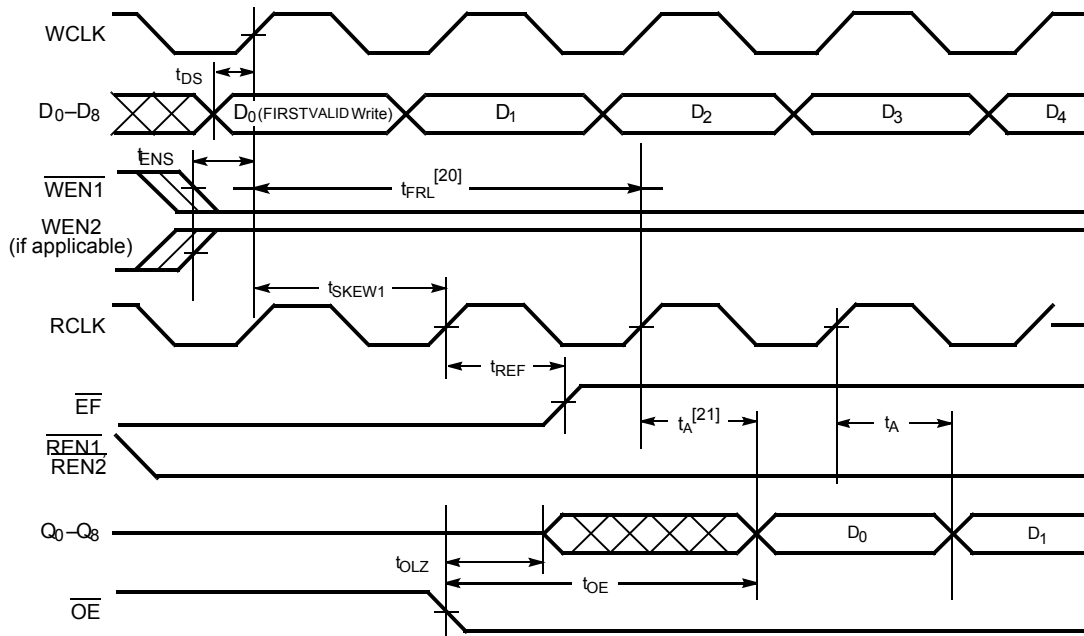 WCLK
tDS
D0–D8
D0(FIRSTVALID Write)
D1
D2
D3
D4
tENS
WEN1
tFRL[20]
WEN2
(if applicable)
tSKEW1
RCLK
tREF
EF
tA[21]
tA
REN1,
REN2
Q0–Q8
D0
D1
tOLZ
tOE
OE